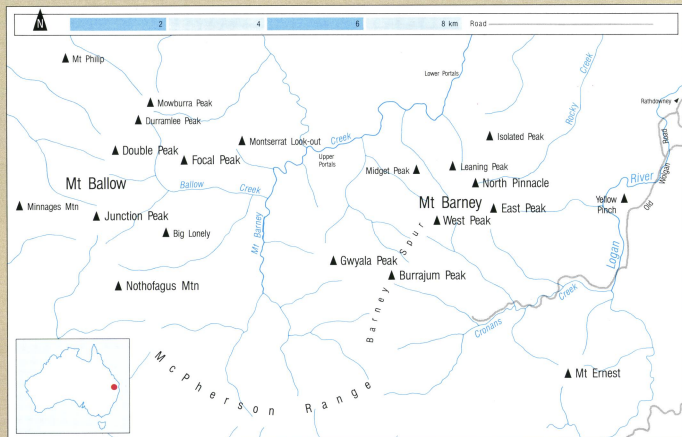 N
2
4
6
8 km
Road
Mt Philip
Lower Portals
Creek
Rocky
Rathdowney
Mowburra Peak
Durramlee Peak
Isolated Peak
Montserrat Look-out
Creek
Road
Double Peak
Focal Peak
Upper
Portals
Midget Peak
Leaning Peak
Mt Ballow
North Pinnacle
River
Mongan
Ballow Creek
Mt Barney
Yellow
Pinch
Old
Minnages Mtn
Junction Peak
East Peak
West Peak
Big Lonely
Mt Barney
Logan
Gwyala Peak
Burrajum Peak
Barney Spur
Nothofagus Mtn
Cronans Creek
McPherson Range
Mt Ernest